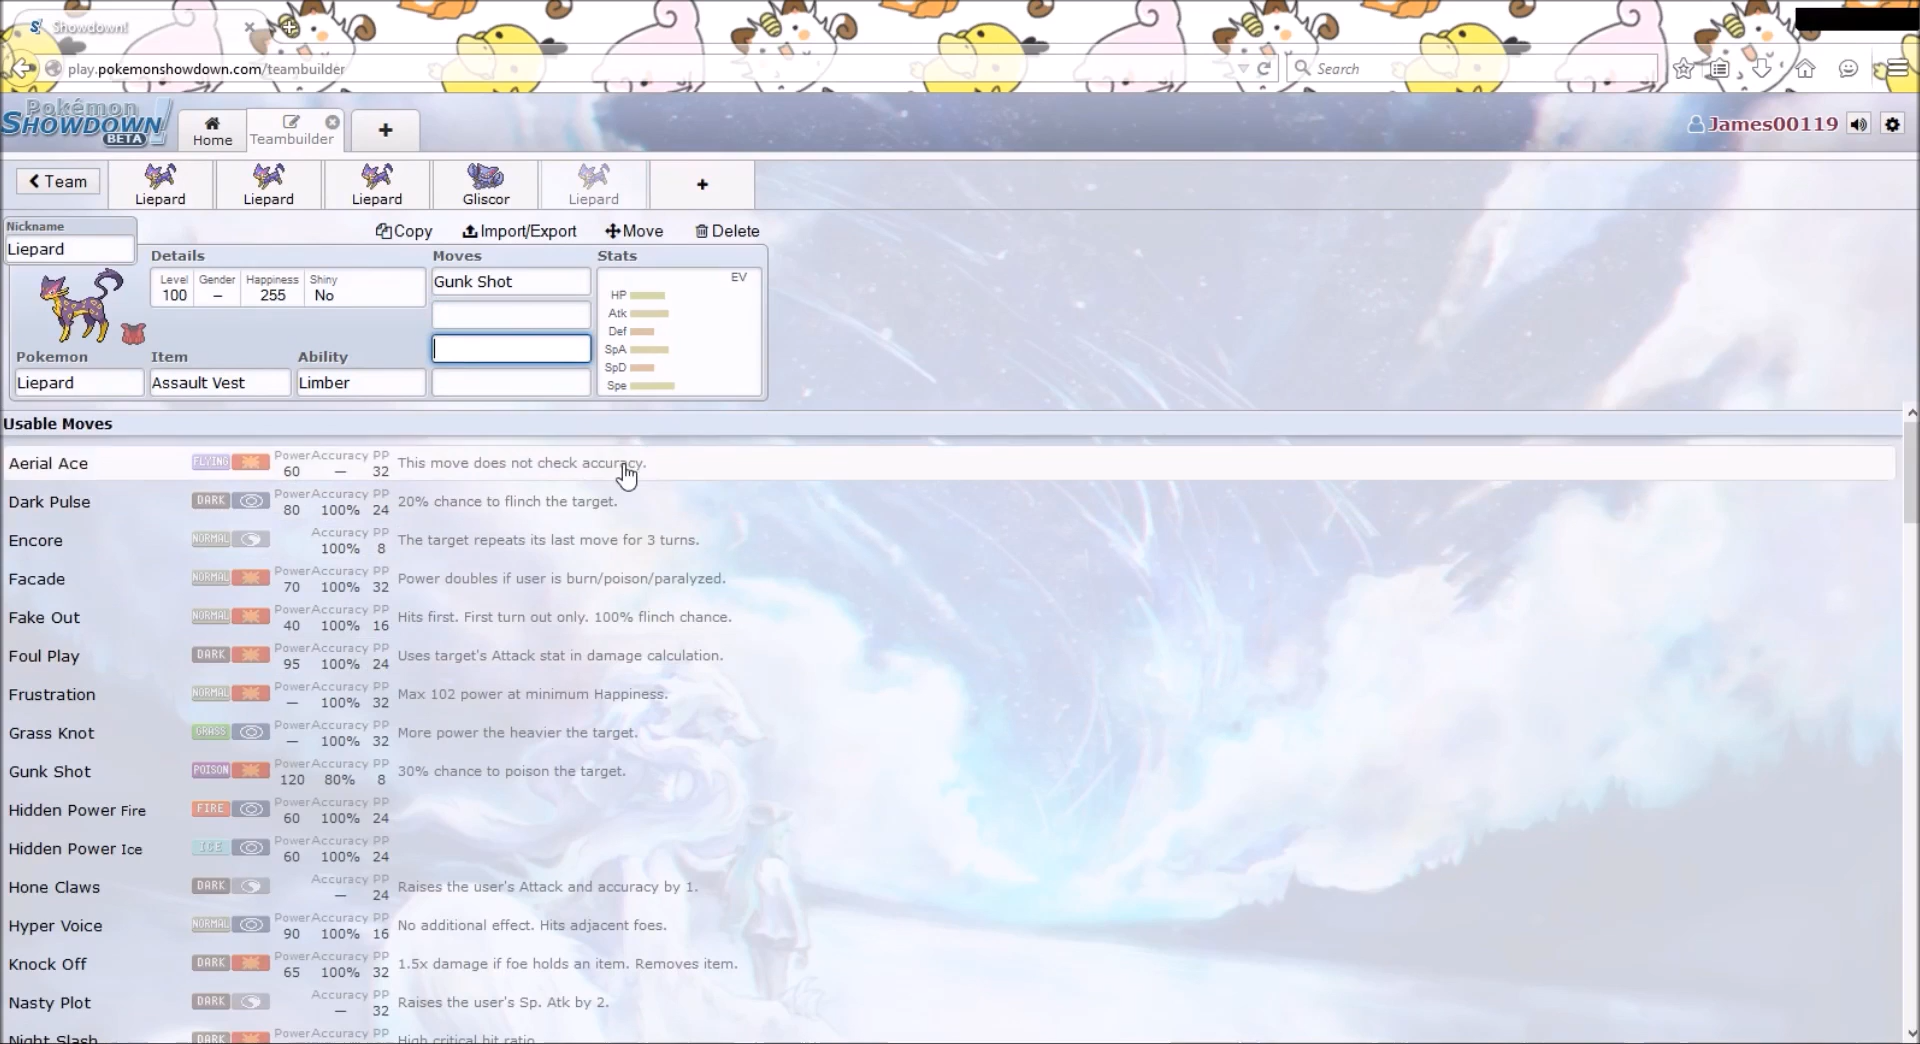 Showdown!
play.pokemonshowdown.com/teambuilder
Search
Pokémon
SHOWDOWN!
BETA
Home
Teambuilder
James00119
Team
Liepard
Liepard
Liepard
Gliscor
Liepard
Nickname
Liepard
Copy
Import/Export
Move
Delete
Details
Moves
Stats
Level
100
Gender
–
Happiness
255
Shiny
No
Gunk Shot
EV
HP
Atk
Def
SpA
SpD
Spe
Pokemon
Liepard
Item
Assault Vest
Ability
Limber
Usable Moves
Aerial Ace FLYING Power 60 Accuracy — PP 32 This move does not check accuracy.
Dark Pulse DARK Power 80 Accuracy 100% PP 24 20% chance to flinch the target.
Encore NORMAL Accuracy 100% PP 8 The target repeats its last move for 3 turns.
Facade NORMAL Power 70 Accuracy 100% PP 32 Power doubles if user is burn/poison/paralyzed.
Fake Out NORMAL Power 40 Accuracy 100% PP 16 Hits first. First turn out only. 100% flinch chance.
Foul Play DARK Power 95 Accuracy 100% PP 24 Uses target's Attack stat in damage calculation.
Frustration NORMAL Power — Accuracy 100% PP 32 Max 102 power at minimum Happiness.
Grass Knot GRASS Power — Accuracy 100% PP 32 More power the heavier the target.
Gunk Shot POISON Power 120 Accuracy 80% PP 8 30% chance to poison the target.
Hidden Power Fire FIRE Power 60 Accuracy 100% PP 24
Hidden Power Ice ICE Power 60 Accuracy 100% PP 24
Hone Claws DARK Accuracy — PP 24 Raises the user's Attack and accuracy by 1.
Hyper Voice NORMAL Power 90 Accuracy 100% PP 16 No additional effect. Hits adjacent foes.
Knock Off DARK Power 65 Accuracy 100% PP 32 1.5x damage if foe holds an item. Removes item.
Nasty Plot DARK Accuracy — PP 32 Raises the user's Sp. Atk by 2.
Night Slash DARK Power Accuracy PP High critical hit ratio.